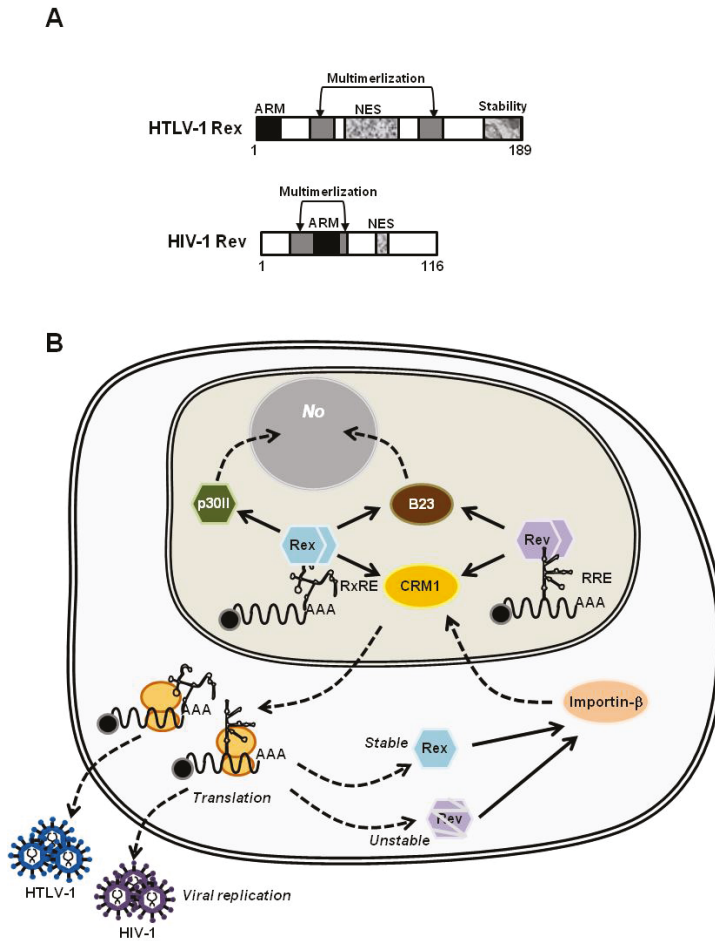 A
Multimerlization
ARM
NES
Stability
HTLV-1 Rex
1
189
Multimerlization
ARM
NES
HIV-1 Rev
1
116
B
No
p30II
B23
Rex
Rev
RxRE
CRM1
RRE
AAA
AAA
AAA
Importin-β
AAA
Stable
Rex
Translation
Rev
Unstable
HTLV-1
Viral replication
HIV-1